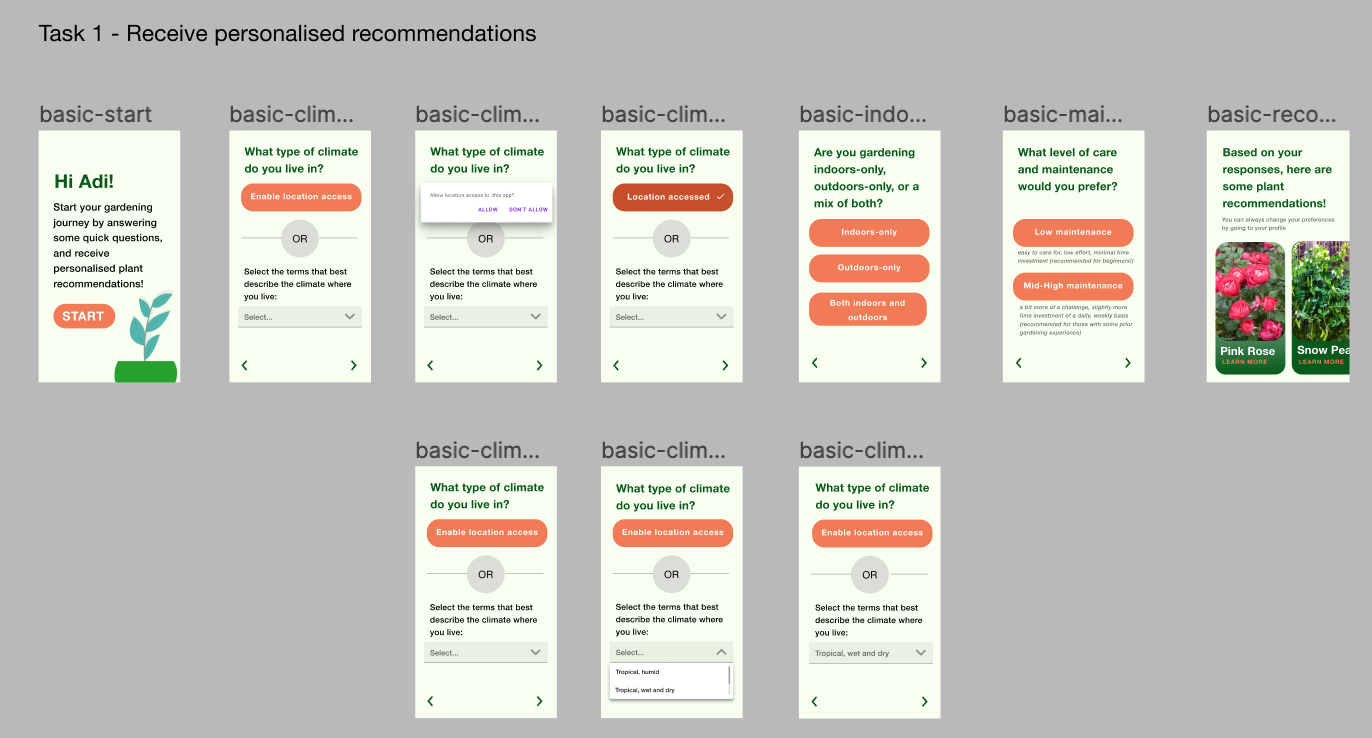 Task 1 - Receive personalised recommendations
basic-start
Hi Adi!
Start your gardening
journey by answering
some quick questions,
and receive
personalised plant
recommendations!
START
basic-clim...
What type of climate
do you live in?
Enable location access
OR
Select the terms that best
describe the climate where
you live:
Select...
basic-clim...
What type of climate
do you live in?
Allow location access to this app?
ALLOW DON'T ALLOW
OR
Select the terms that best
describe the climate where
you live:
Select...
basic-clim...
What type of climate
do you live in?
Location accessed
OR
Select the terms that best
describe the climate where
you live:
Select...
basic-indo...
Are you gardening
indoors-only,
outdoors-only, or a
mix of both?
Indoors-only
Outdoors-only
Both indoors and
outdoors
basic-mai...
What level of care
and maintenance
would you prefer?
Low maintenance
easy to care for, low effort, minimal time
investment (recommended for beginners!)
Mid-High maintenance
a bit more of a challenge, slightly more
time investment of a daily, weekly basis
(recommended for those with some prior
gardening experience)
basic-reco...
Based on your
responses, here are
some plant
recommendations!
You can always change your preferences
by going to your profile
Pink Rose
LEARN MORE
Snow Pea
LEARN MORE
basic-clim...
What type of climate
do you live in?
Enable location access
OR
Select the terms that best
describe the climate where
you live:
Select...
basic-clim...
What type of climate
do you live in?
Enable location access
OR
Select the terms that best
describe the climate where
you live:
Select...
Tropical, humid
Tropical, wet and dry
basic-clim...
What type of climate
do you live in?
Enable location access
OR
Select the terms that best
describe the climate where
you live:
Tropical, wet and dry